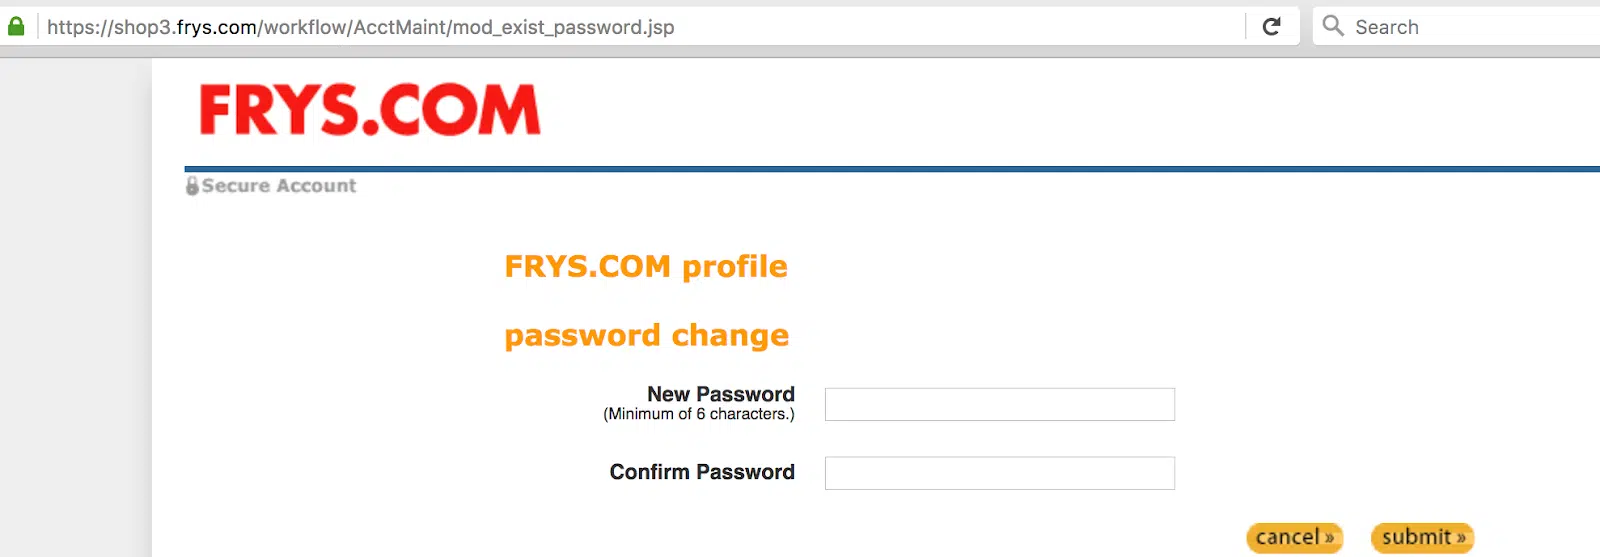 https://shop3.frys.com/workflow/AcctMaint/mod_exist_password.jsp
Search
FRYS.COM
Secure Account
FRYS.COM profile
password change
New Password
(Minimum of 6 characters.)
Confirm Password
cancel »
submit »